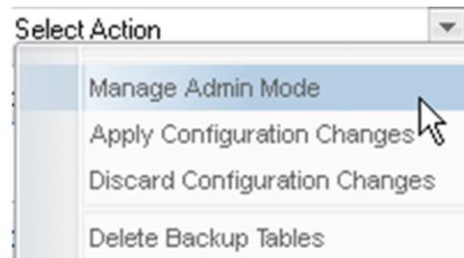 Select Action
Manage Admin Mode
Apply Configuration Changes
Discard Configuration Changes
Delete Backup Tables